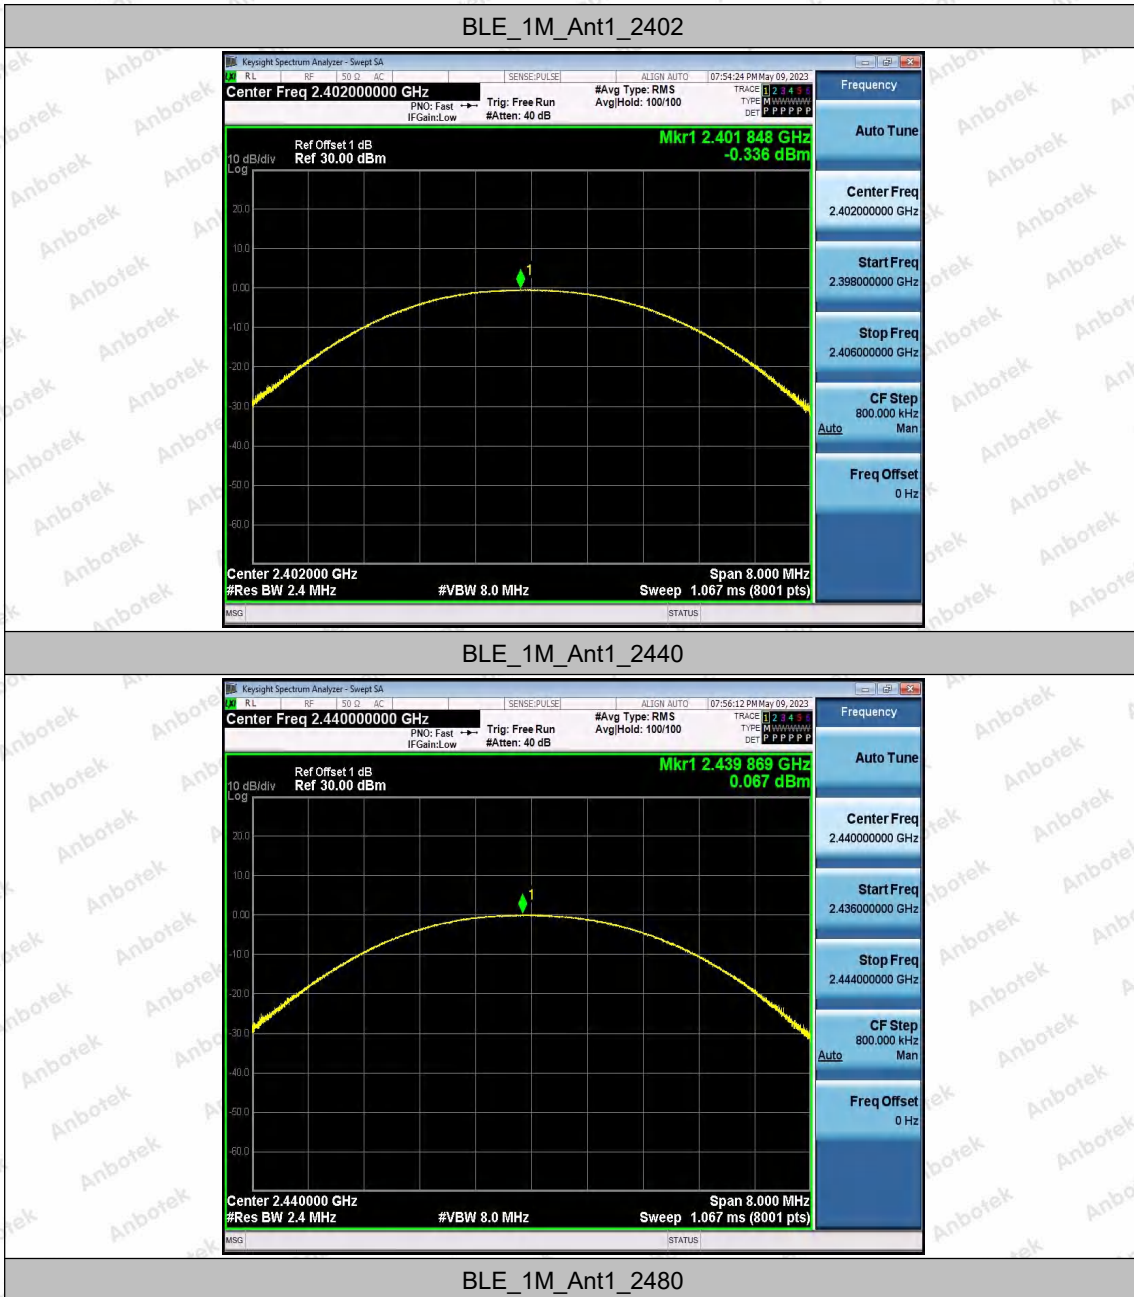 BLE_1M_Ant1_2402
Keysight Spectrum Analyzer - Swept SA
RL RF 50 Ω AC SENSE:PULSE ALIGN AUTO 07:54:24 PM May 09, 2023
Center Freq 2.402000000 GHz
PNO: Fast
IFGain:Low
Trig: Free Run
#Atten: 40 dB
#Avg Type: RMS
Avg|Hold: 100/100
TRACE 1 2 3 4 5 6
TYPE M WWWWW
DET P P P P P P
Mkr1 2.401 848 GHz
-0.336 dBm
Ref Offset 1 dB
10 dB/div Ref 30.00 dBm
Log
20.0
10.0
0.00
-10.0
-20.0
-30.0
-40.0
-50.0
-60.0
1
Center 2.402000 GHz Span 8.000 MHz
#Res BW 2.4 MHz #VBW 8.0 MHz Sweep 1.067 ms (8001 pts)
MSG STATUS
Frequency
Auto Tune
Center Freq
2.402000000 GHz
Start Freq
2.398000000 GHz
Stop Freq
2.406000000 GHz
CF Step
800.000 kHz
Auto Man
Freq Offset
0 Hz
BLE_1M_Ant1_2440
Keysight Spectrum Analyzer - Swept SA
RL RF 50 Ω AC SENSE:PULSE ALIGN AUTO 07:56:12 PM May 09, 2023
Center Freq 2.440000000 GHz
PNO: Fast
IFGain:Low
Trig: Free Run
#Atten: 40 dB
#Avg Type: RMS
Avg|Hold: 100/100
TRACE 1 2 3 4 5 6
TYPE M WWWWW
DET P P P P P P
Mkr1 2.439 869 GHz
0.067 dBm
Ref Offset 1 dB
10 dB/div Ref 30.00 dBm
Log
20.0
10.0
0.00
-10.0
-20.0
-30.0
-40.0
-50.0
-60.0
1
Center 2.440000 GHz Span 8.000 MHz
#Res BW 2.4 MHz #VBW 8.0 MHz Sweep 1.067 ms (8001 pts)
MSG STATUS
Frequency
Auto Tune
Center Freq
2.440000000 GHz
Start Freq
2.436000000 GHz
Stop Freq
2.444000000 GHz
CF Step
800.000 kHz
Auto Man
Freq Offset
0 Hz
BLE_1M_Ant1_2480
Anbotek